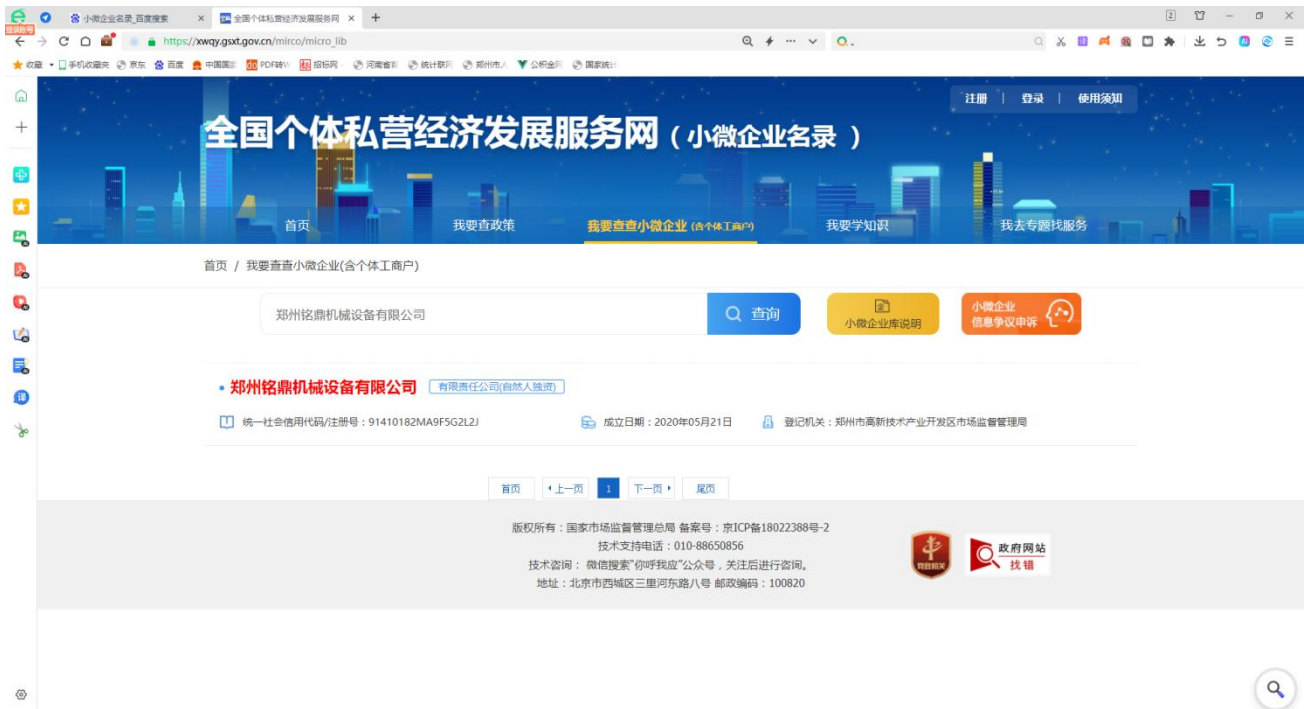 小微企业名录_百度搜索
全国个体私营经济发展服务网
2
登录账号
https://xwqy.gsxt.gov.cn/mirco/micro_lib
收藏
手机收藏夹
京东
百度
中国国
PDF转W
招标网
河南省
统计联网
郑州市人
公积金
国家统计
注册 | 登录 | 使用须知
全国个体私营经济发展服务网（小微企业名录 ）
首页
我要查政策
我要查查小微企业 (含个体工商户)
我要学知识
我去专题找服务
首页 / 我要查查小微企业(含个体工商户)
郑州铭鼎机械设备有限公司
查询
小微企业库说明
小微企业
信息争议申诉
郑州铭鼎机械设备有限公司
有限责任公司(自然人独资)
统一社会信用代码/注册号：91410182MA9F5G2L2J
成立日期：2020年05月21日
登记机关：郑州市高新技术产业开发区市场监督管理局
首页
上一页
1
下一页
尾页
版权所有：国家市场监督管理总局 备案号：京ICP备18022388号-2
技术支持电话：010-88650856
技术咨询： 微信搜索"你呼我应"公众号，关注后进行咨询。
地址：北京市西城区三里河东路八号 邮政编码：100820
党政机关
政府网站
找错